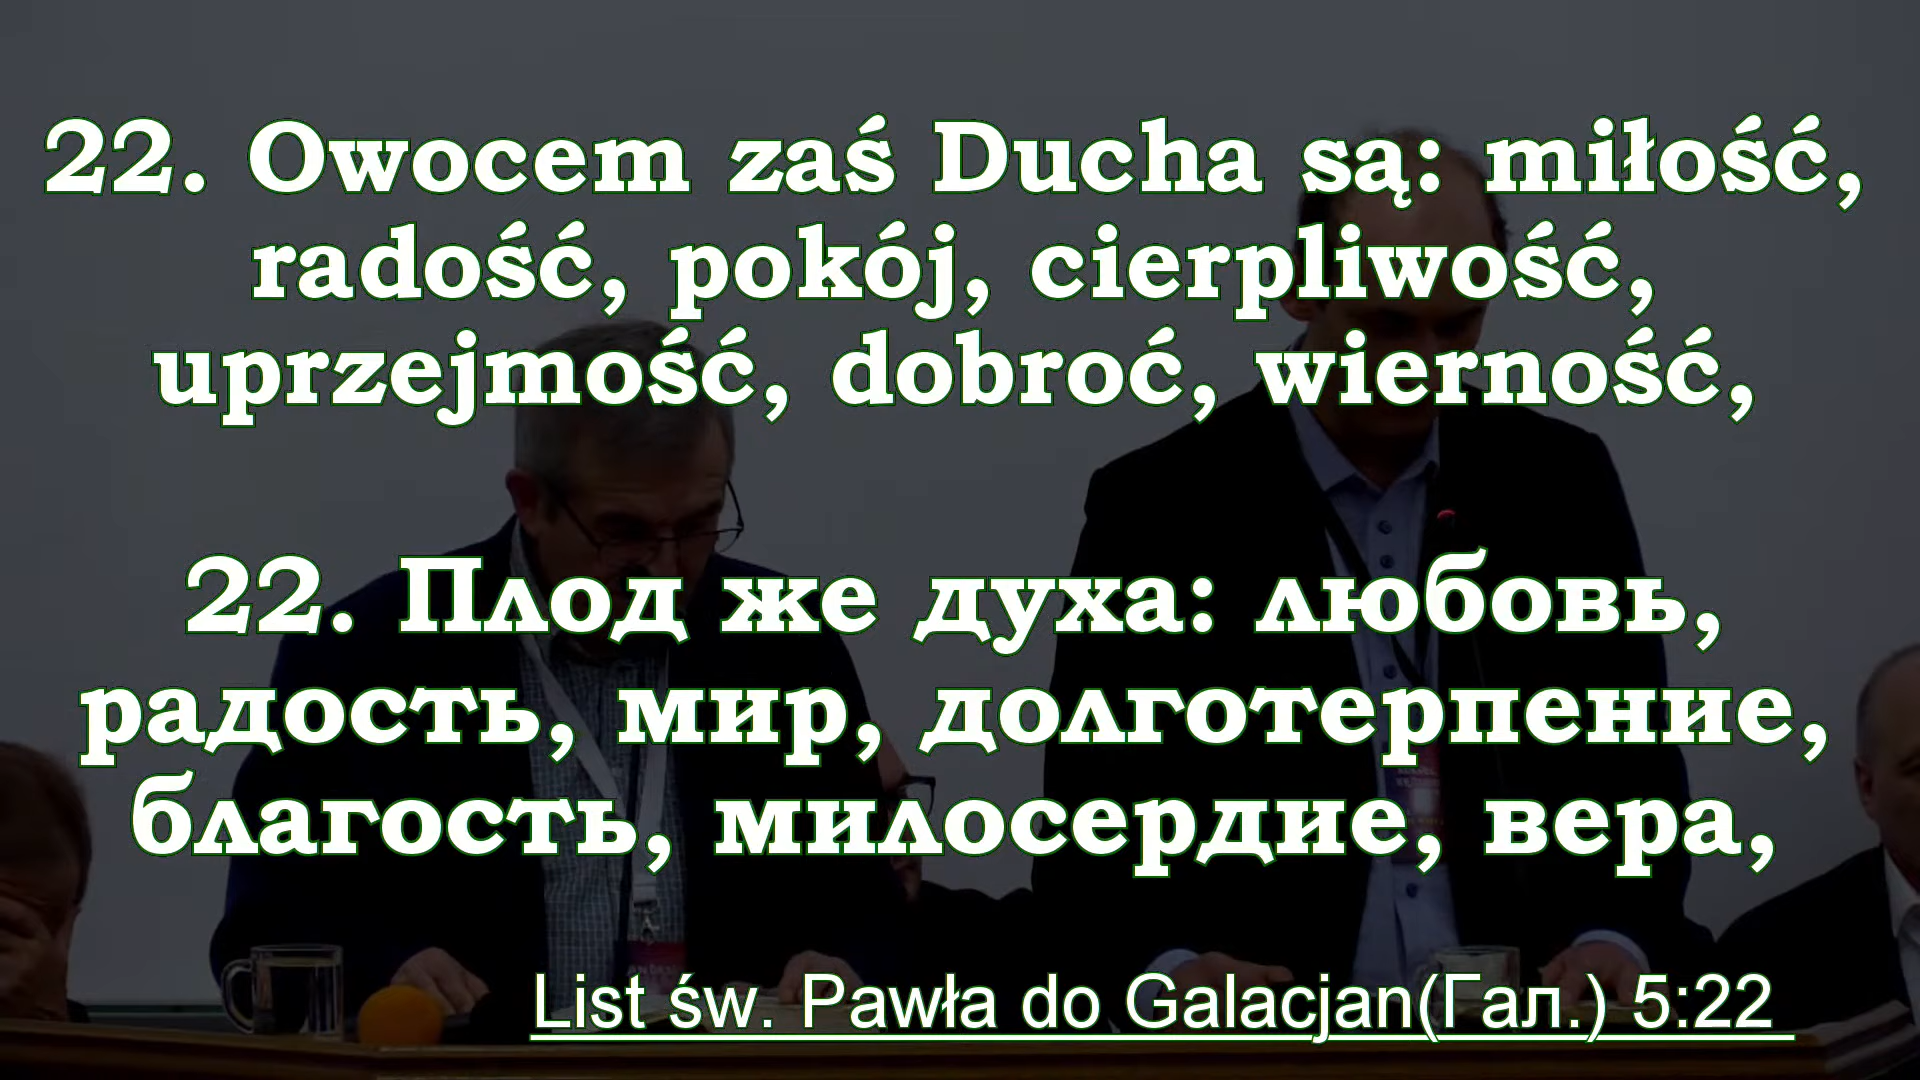 22. Owocem zaś Ducha są: miłość,
radość, pokój, cierpliwość,
uprzejmość, dobroć, wierność,
22. Плод же духа: любовь,
радость, мир, долготерпение,
благость, милосердие, вера,
List św. Pawła do Galacjan(Гал.) 5:22